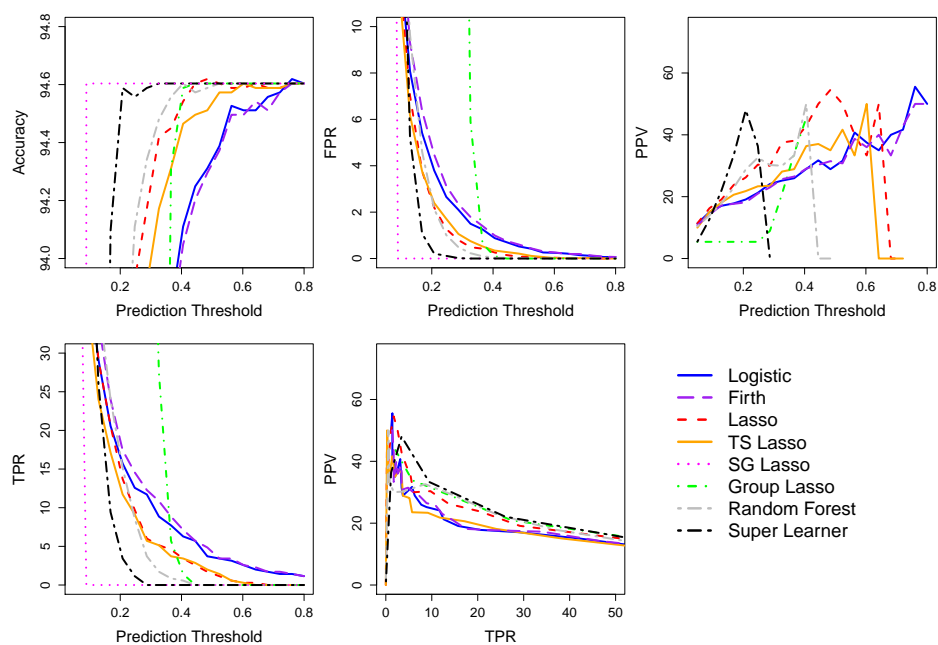 Accuracy
94.0 94.2 94.4 94.6 94.8
0.2 0.4 0.6 0.8
Prediction Threshold
FPR
0 2 4 6 8 10
0.2 0.4 0.6 0.8
Prediction Threshold
PPV
0 20 40 60
0.2 0.4 0.6 0.8
Prediction Threshold
TPR
0 5 10 15 20 25 30
0.2 0.4 0.6 0.8
Prediction Threshold
PPV
0 20 40 60
0 10 20 30 40 50
TPR
Logistic
Firth
Lasso
TS Lasso
SG Lasso
Group Lasso
Random Forest
Super Learner